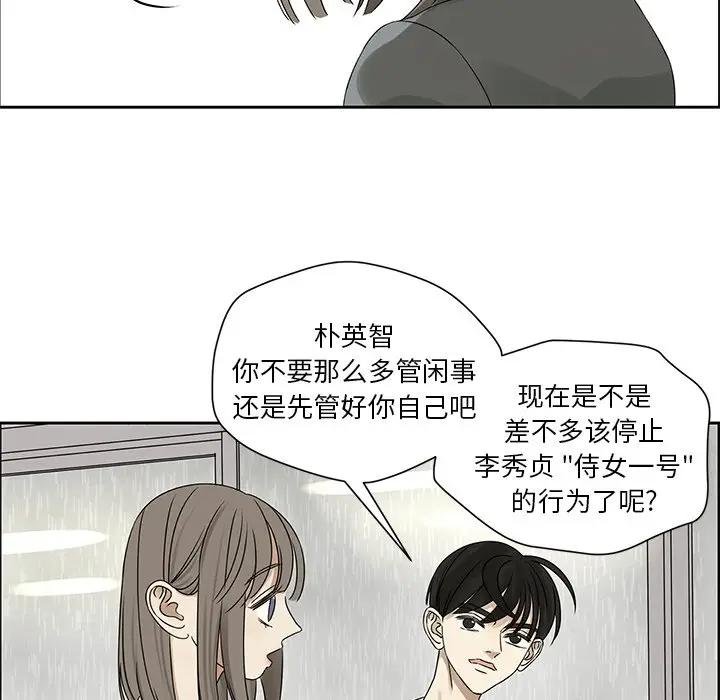 朴英智
你不要那么多管闲事
还是先管好你自己吧
现在是不是
差不多该停止
李秀贞 "侍女一号"
的行为了呢?